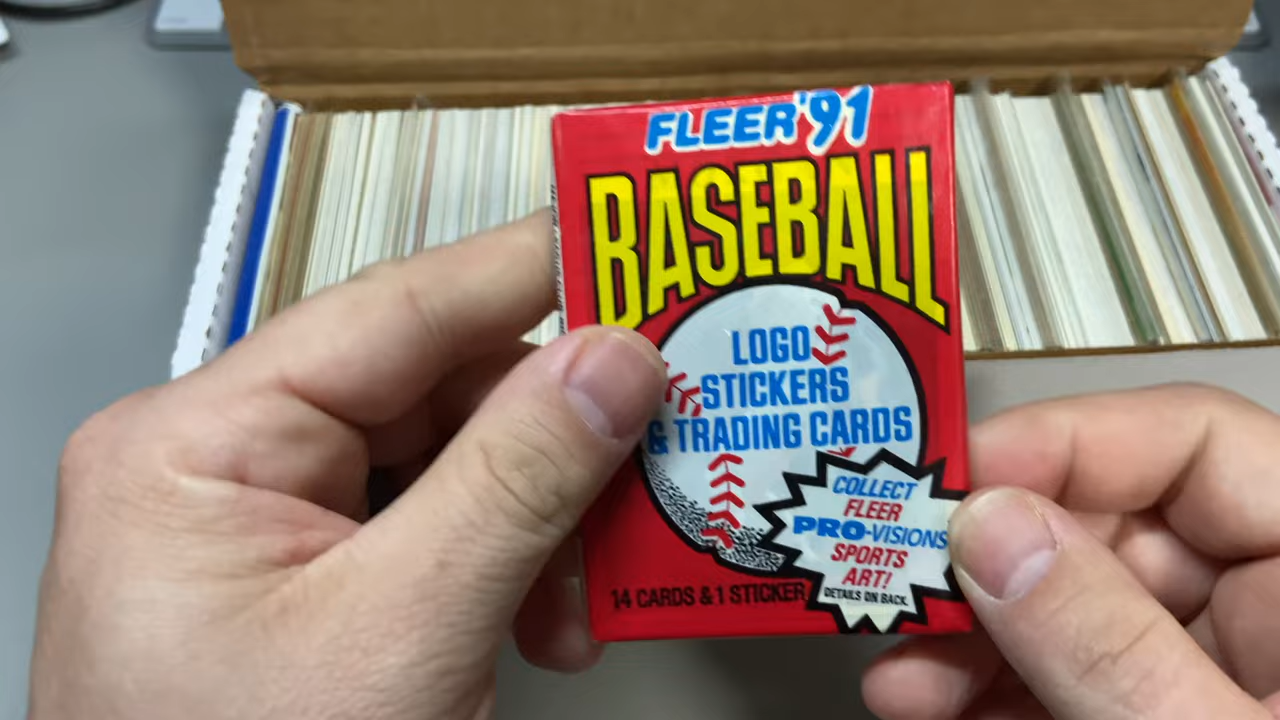 FLEER '91
BASEBALL
LOGO
STICKERS
& TRADING CARDS
COLLECT
FLEER
PRO-VISIONS
SPORTS
ART!
DETAILS ON BACK.
14 CARDS & 1 STICKER